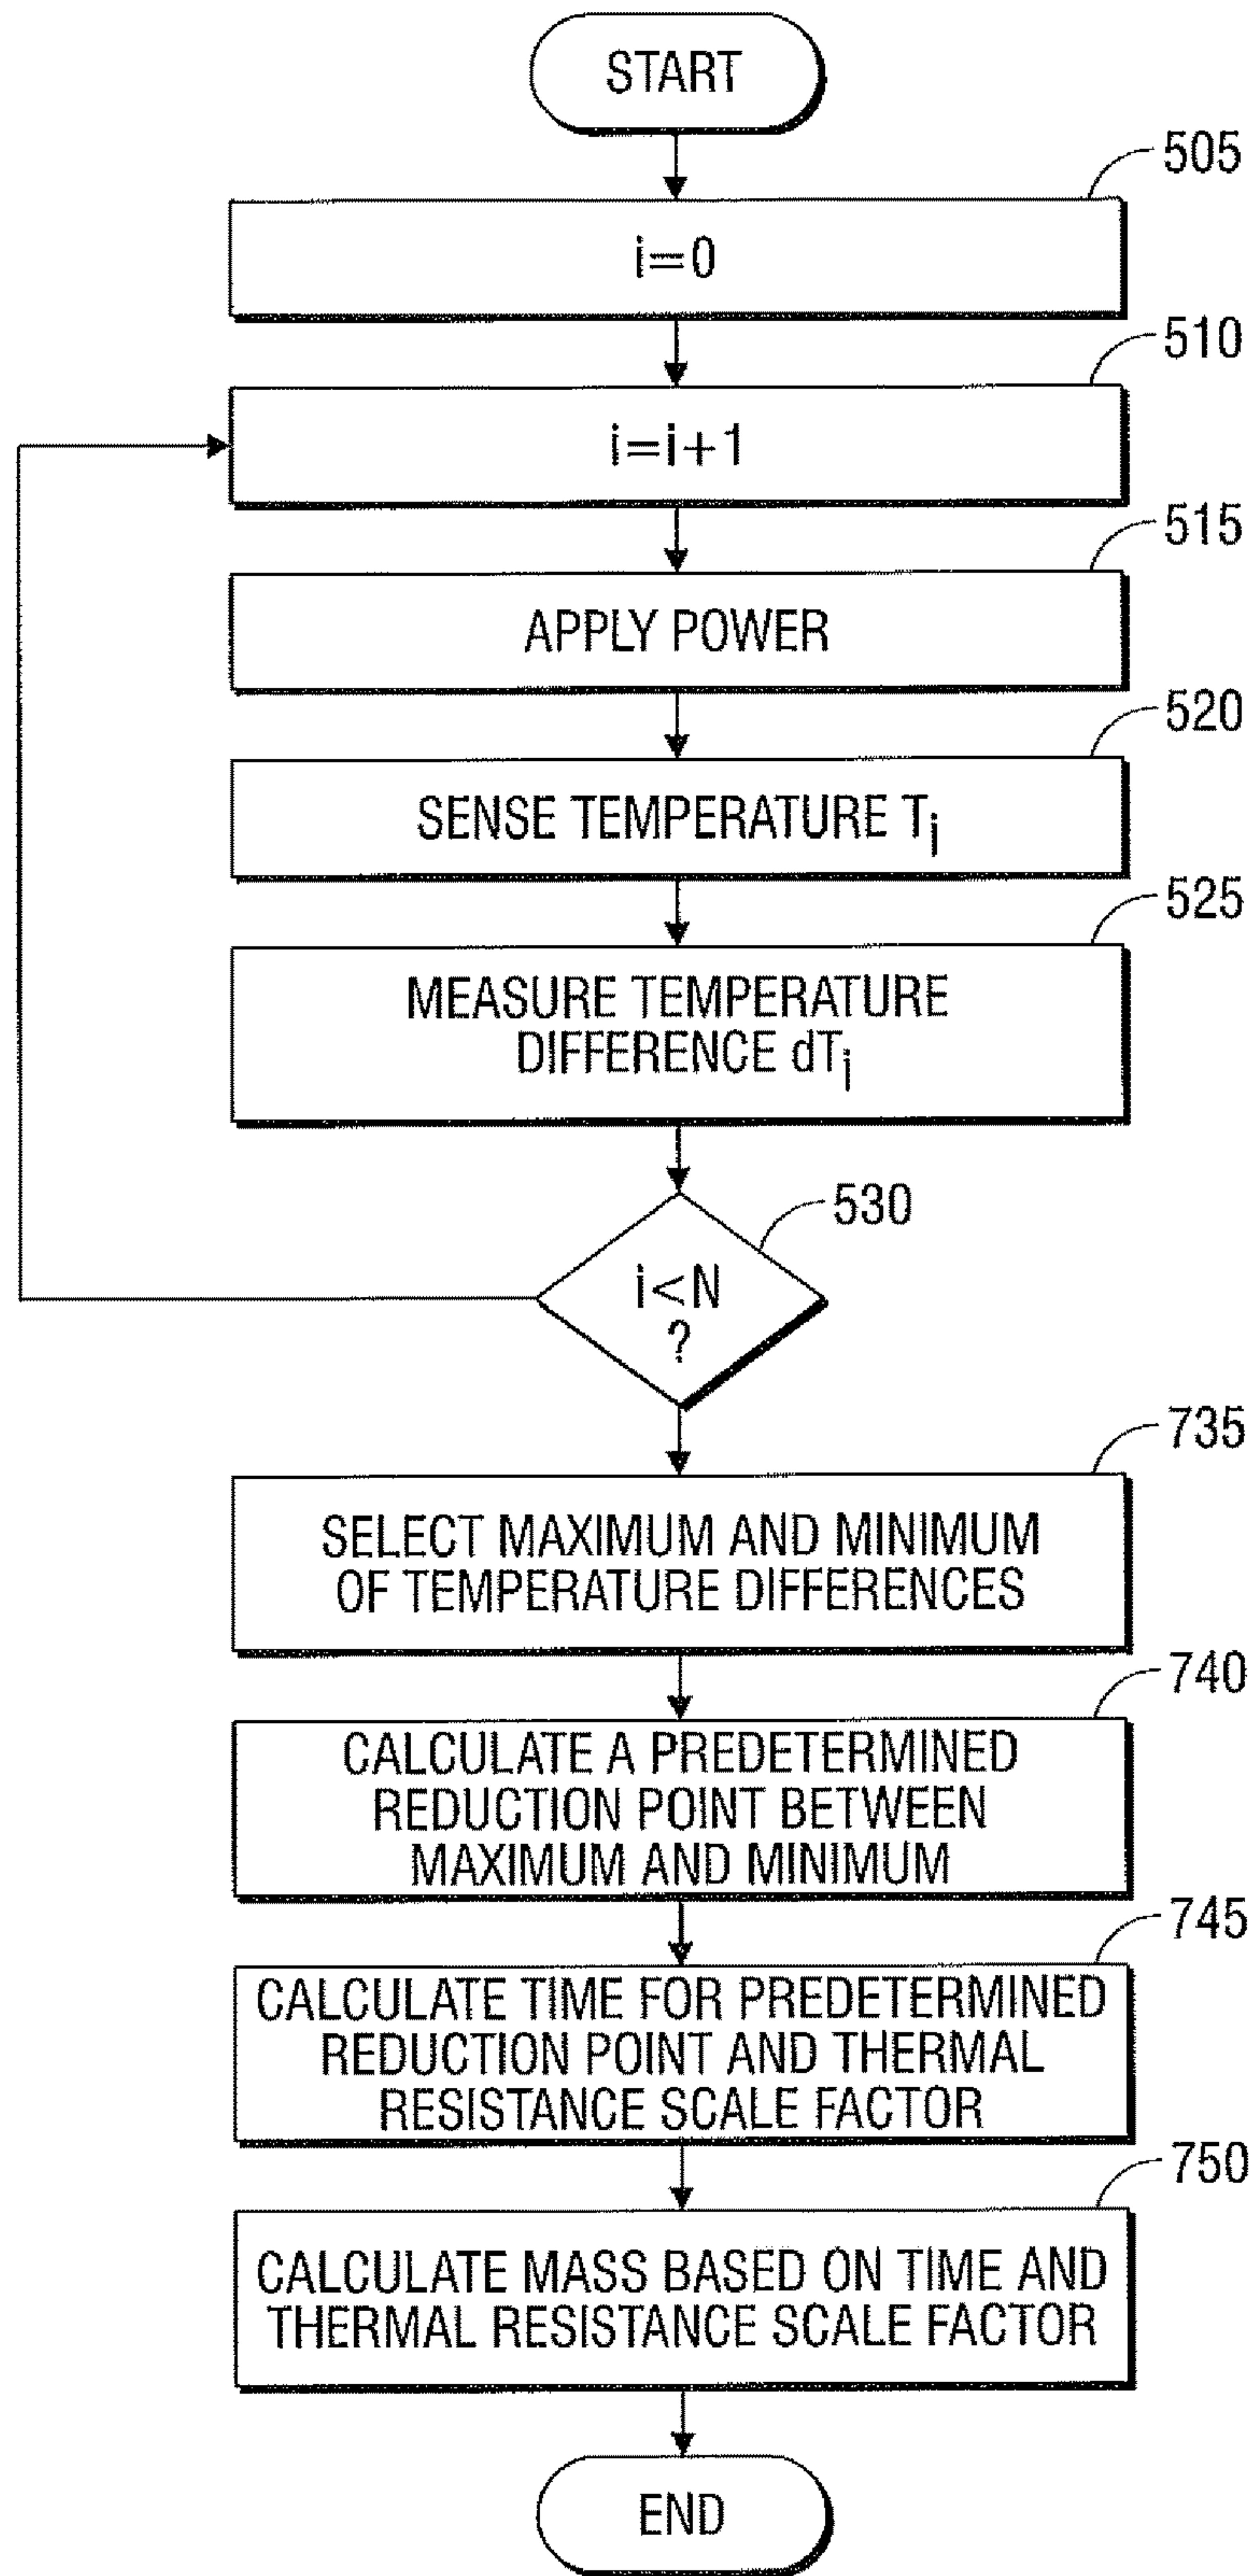 START
505
i=0
510
i=i+1
515
APPLY POWER
520
SENSE TEMPERATURE Ti
525
MEASURE TEMPERATURE
DIFFERENCE dTi
530
i<N
?
735
SELECT MAXIMUM AND MINIMUM
OF TEMPERATURE DIFFERENCES
740
CALCULATE A PREDETERMINED
REDUCTION POINT BETWEEN
MAXIMUM AND MINIMUM
745
CALCULATE TIME FOR PREDETERMINED
REDUCTION POINT AND THERMAL
RESISTANCE SCALE FACTOR
750
CALCULATE MASS BASED ON TIME AND
THERMAL RESISTANCE SCALE FACTOR
END